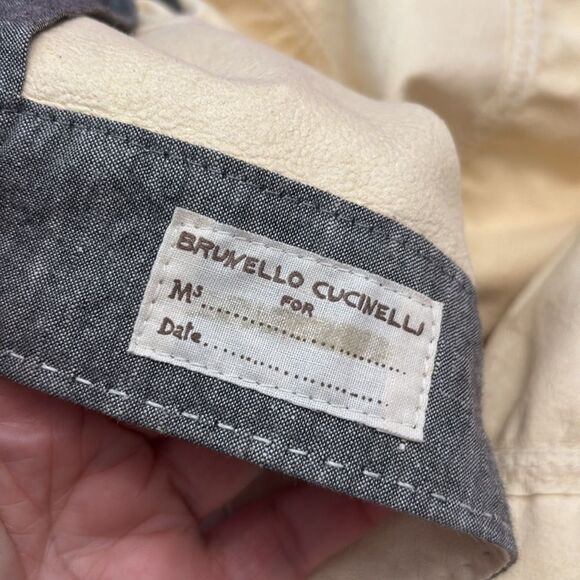 BRUNELLO CUCINELLI
FOR
Ms..............................
Date..............................